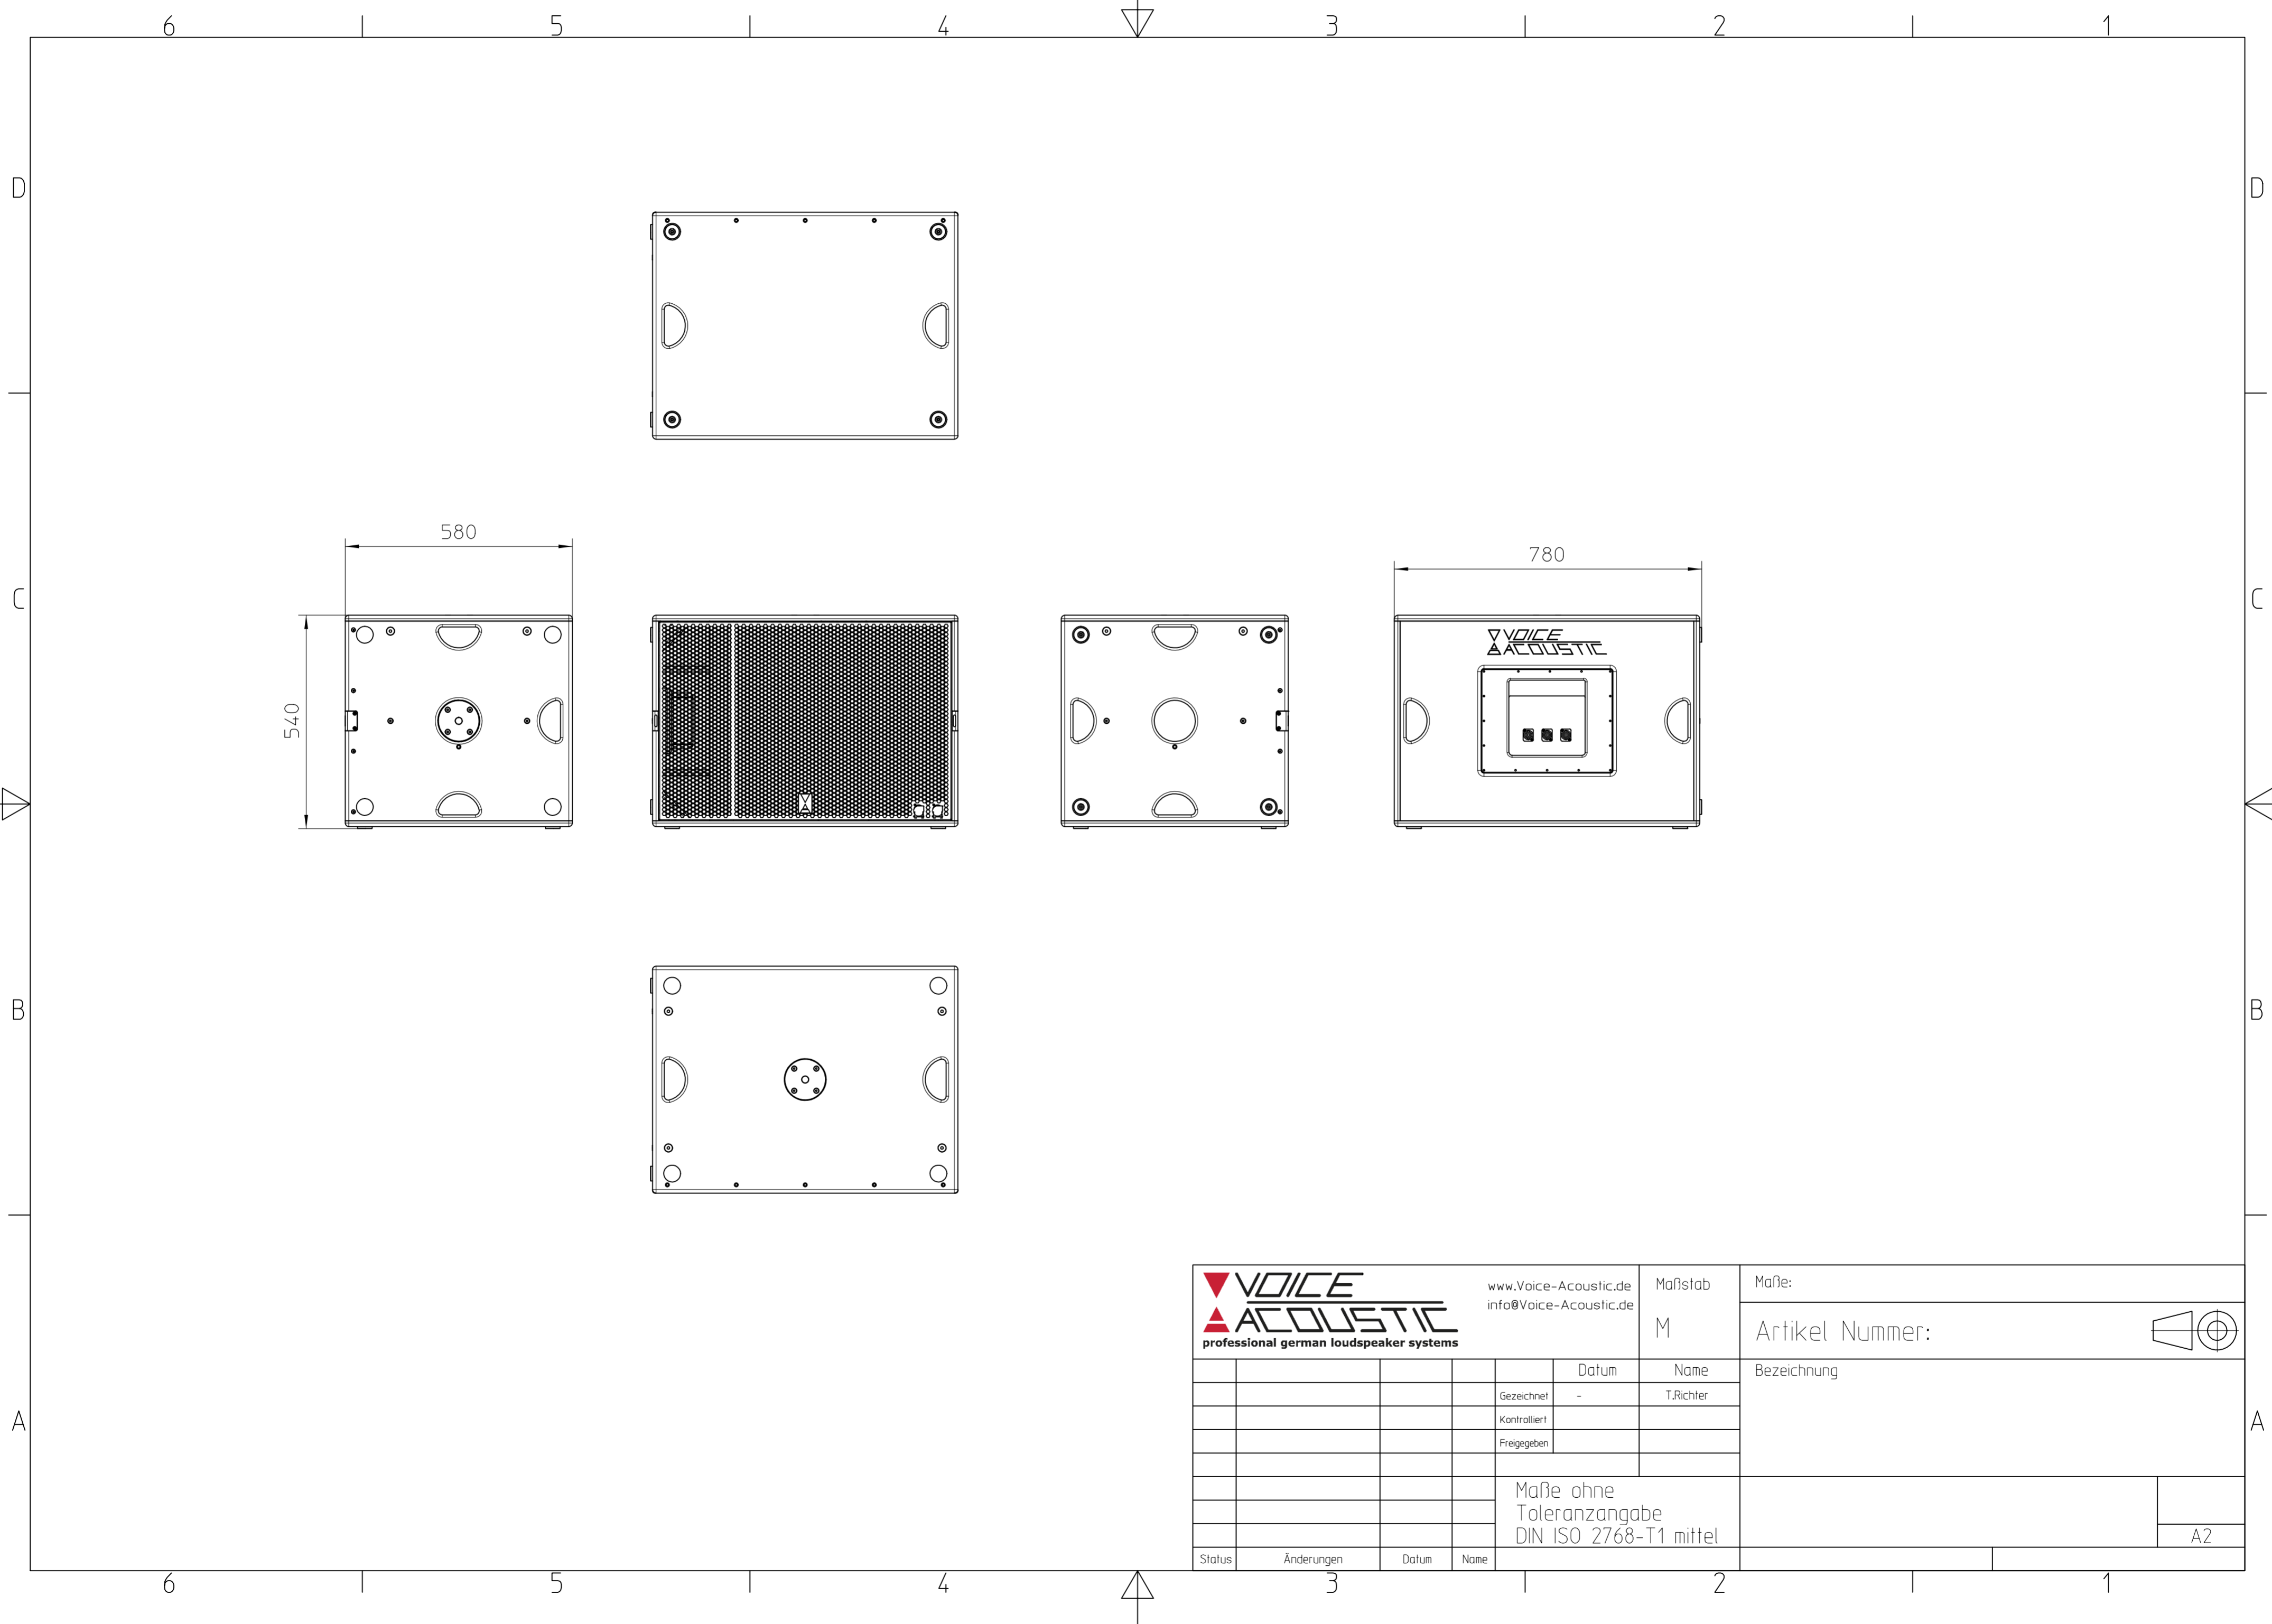 6 5 4 3 2 1
D D
580
780
C C
VOICE
ACOUSTIC
540
B B
VOICE
ACOUSTIC
professional german loudspeaker systems
www.Voice-Acoustic.de
info@Voice-Acoustic.de
Maßstab
M
Maße:
Artikel Nummer:
Datum Name
Bezeichnung
Gezeichnet - T.Richter
Kontrolliert
Freigegeben
A A
Maße ohne
Toleranzangabe
DIN ISO 2768-T1 mittel
A2
Status Änderungen Datum Name
6 5 4 3 2 1